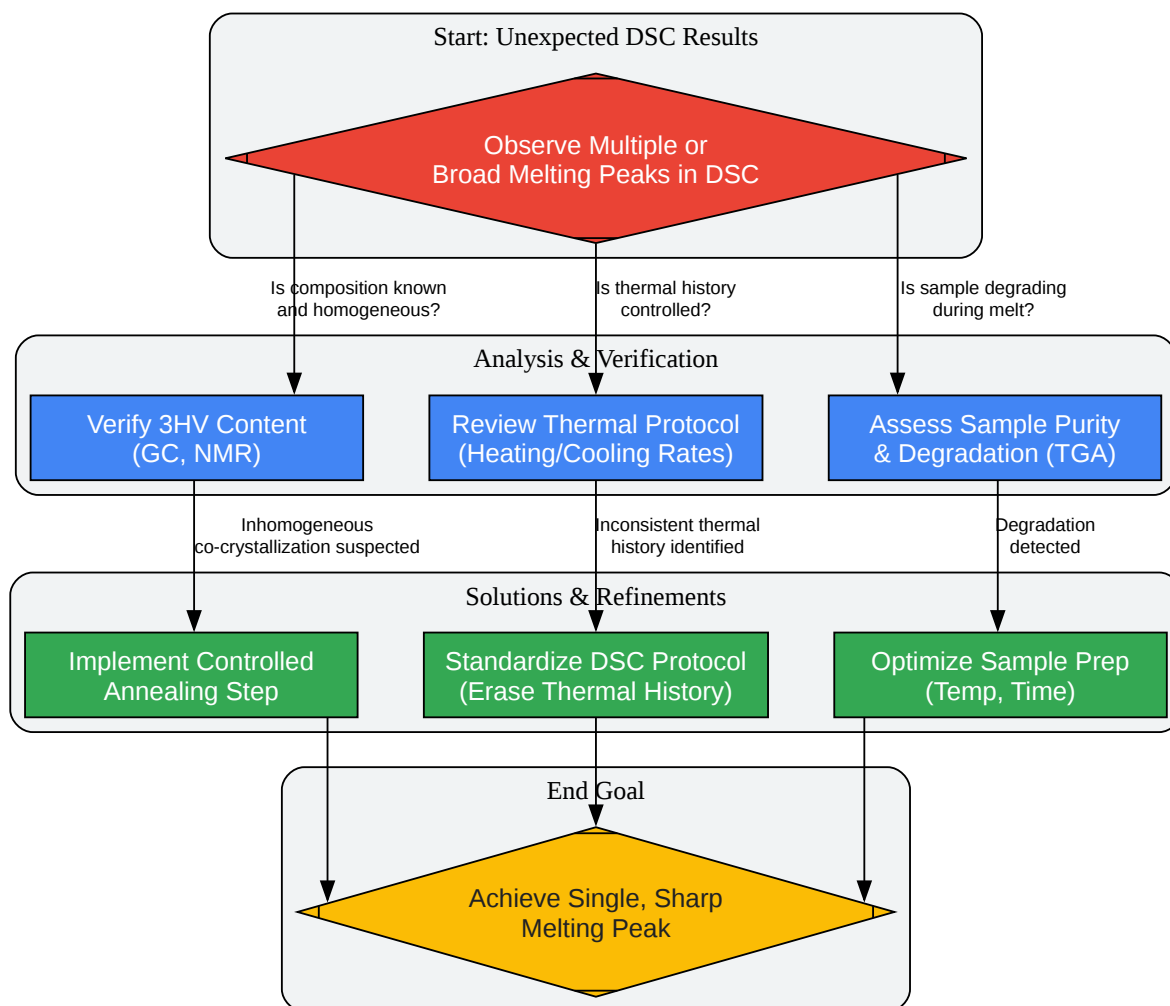 Start: Unexpected DSC Results
Observe Multiple or
Broad Melting Peaks in DSC
Is composition known
and homogeneous?
Is thermal history
controlled?
Is sample degrading
during melt?
Analysis & Verification
Verify 3HV Content
(GC, NMR)
Review Thermal Protocol
(Heating/Cooling Rates)
Assess Sample Purity
& Degradation (TGA)
Inhomogeneous
co-crystallization suspected
Inconsistent thermal
history identified
Degradation
detected
Solutions & Refinements
Implement Controlled
Annealing Step
Standardize DSC Protocol
(Erase Thermal History)
Optimize Sample Prep
(Temp, Time)
End Goal
Achieve Single, Sharp
Melting Peak